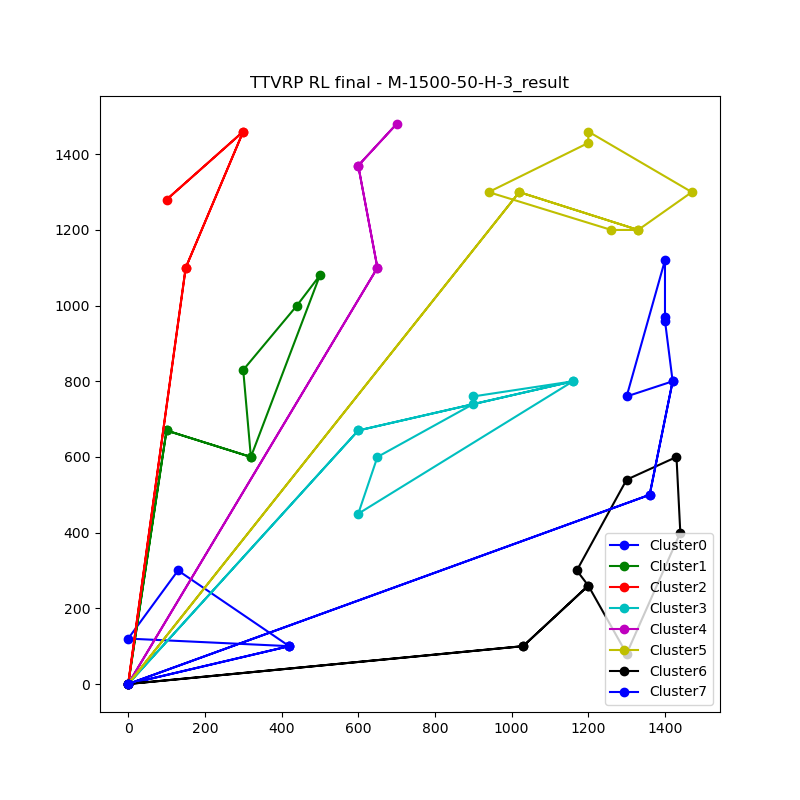 TTVRP RL final - M-1500-50-H-3_result
1400
1200
1000
800
600
400
200
0
0 200 400 600 800 1000 1200 1400
Cluster0
Cluster1
Cluster2
Cluster3
Cluster4
Cluster5
Cluster6
Cluster7